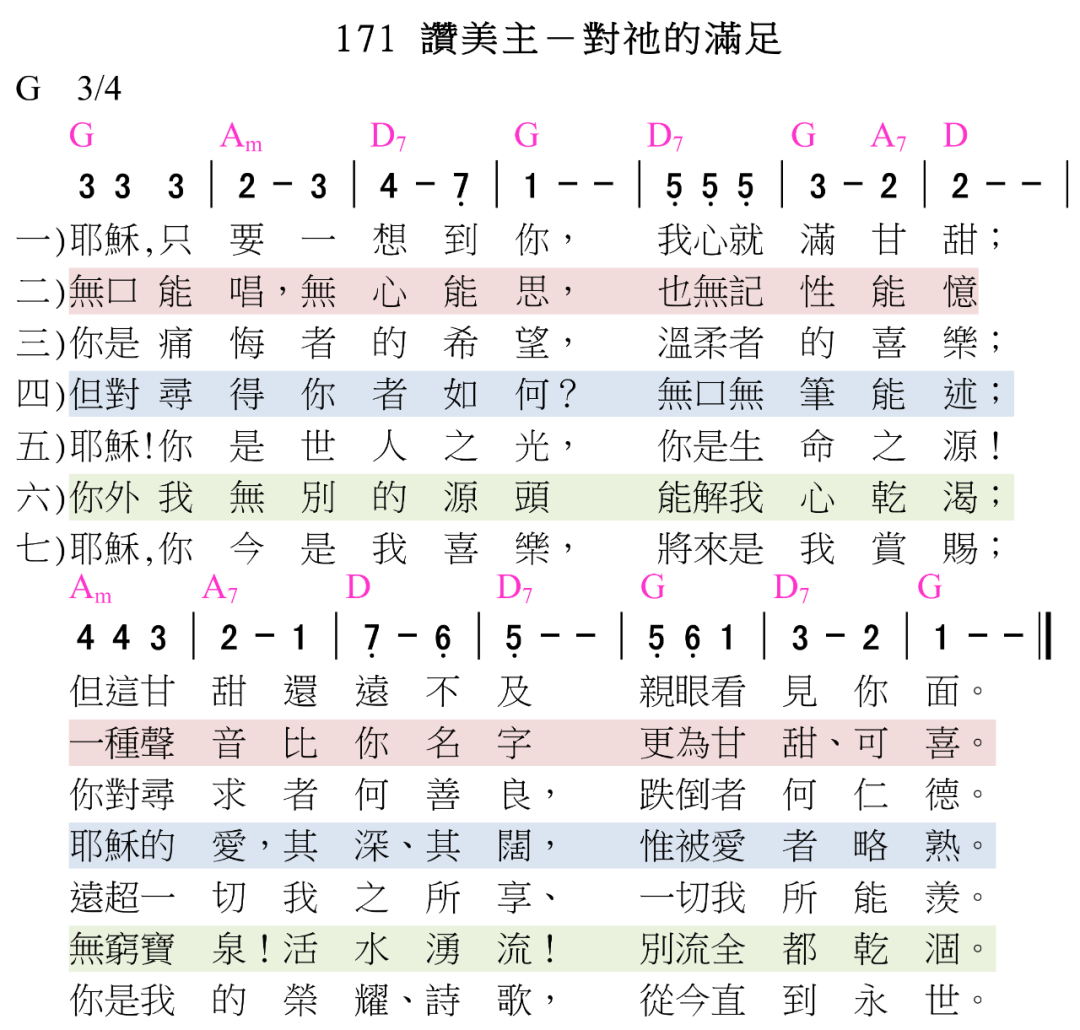 171 讚美主－對祂的滿足
G 3/4
G Am D7 G D7 G A7 D
3 3 3 | 2 － 3 | 4 － 7̣ | 1 － － | 5̣ 5̣ 5̣ | 3 － 2 | 2 － － |
一)耶穌,只要一想到你， 我心就滿甘甜；
二)無口能唱，無心能思， 也無記性能憶
三)你是痛悔者的希望， 溫柔者的喜樂；
四)但對尋得你者如何？ 無口無筆能述；
五)耶穌!你是世人之光， 你是生命之源！
六)你外我無別的源頭 能解我心乾渴；
七)耶穌,你今是我喜樂， 將來是我賞賜；
Am A7 D D7 G D7 G
4 4 3 | 2 － 1 | 7̣ － 6̣ | 5̣ － － | 5̣ 6̣ 1 | 3 － 2 | 1 － － ‖
但這甘甜還遠不及 親眼看見你面。
一種聲音比你名字 更為甘甜、可喜。
你對尋求者何善良， 跌倒者何仁德。
耶穌的愛，其深、其闊， 惟被愛者略熟。
遠超一切我之所享、 一切我所能羨。
無窮寶泉！活水湧流！ 別流全都乾涸。
你是我的榮耀、詩歌， 從今直到永世。